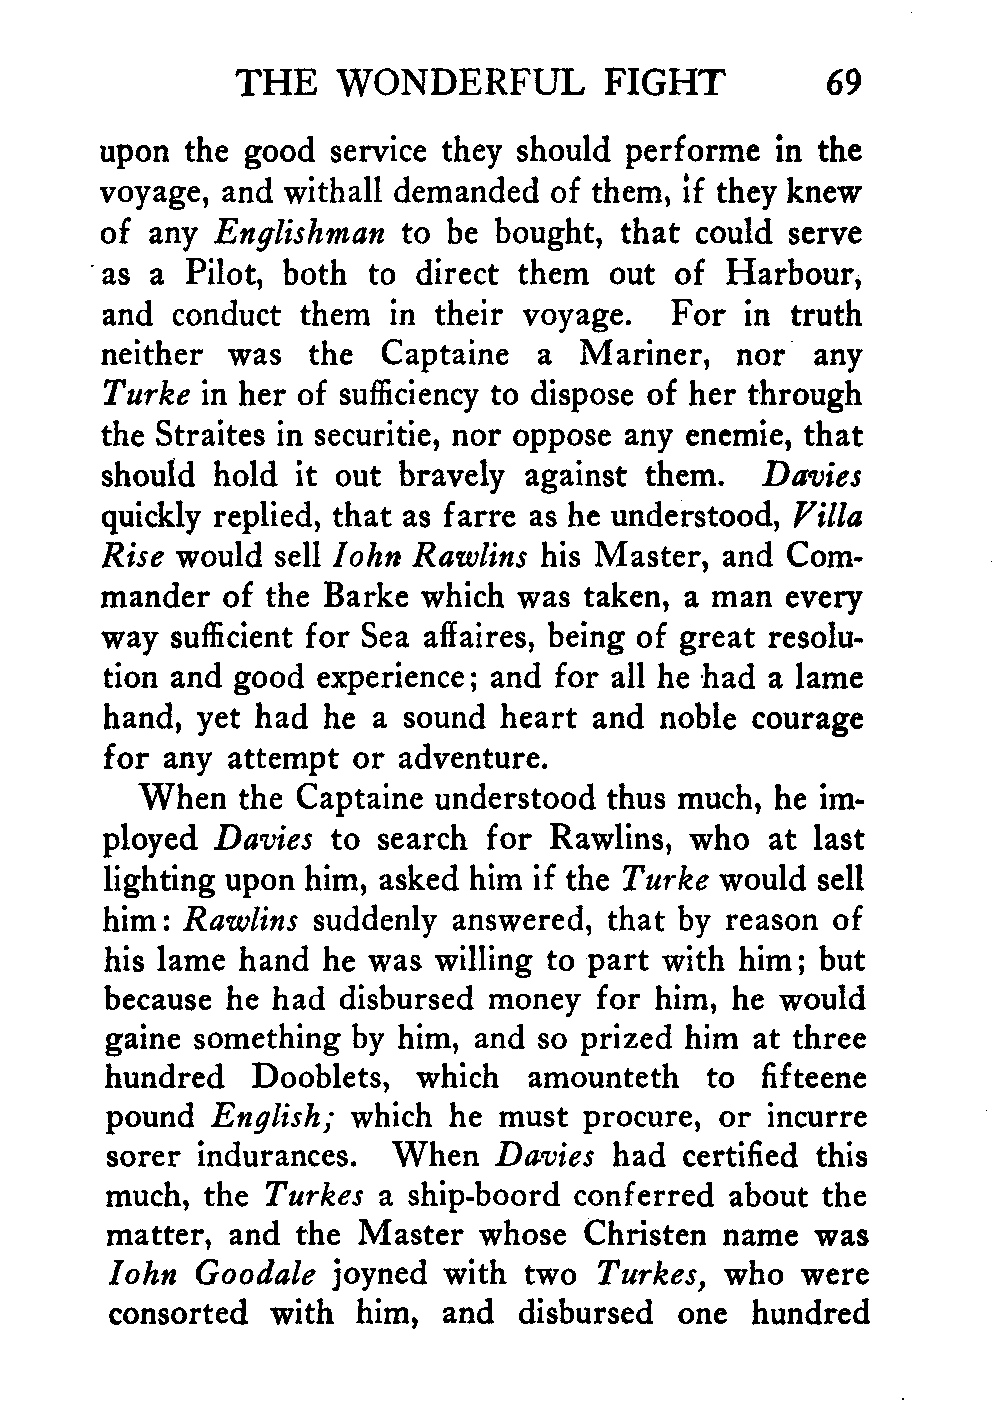 THE WONDERFUL FIGHT 69
upon the good service they should performe in the
voyage, and withall demanded of them, if they knew
of any Englishman to be bought, that could serve
as a Pilot, both to direct them out of Harbour,
and conduct them in their voyage. For in truth
neither was the Captaine a Mariner, nor any
Turke in her of sufficiency to dispose of her through
the Straites in securitie, nor oppose any enemie, that
should hold it out bravely against them. Davies
quickly replied, that as farre as he understood, Villa
Rise would sell Iohn Rawlins his Master, and Com-
mander of the Barke which was taken, a man every
way sufficient for Sea affaires, being of great resolu-
tion and good experience; and for all he had a lame
hand, yet had he a sound heart and noble courage
for any attempt or adventure.
When the Captaine understood thus much, he im-
ployed Davies to search for Rawlins, who at last
lighting upon him, asked him if the Turke would sell
him: Rawlins suddenly answered, that by reason of
his lame hand he was willing to part with him; but
because he had disbursed money for him, he would
gaine something by him, and so prized him at three
hundred Dooblets, which amounteth to fifteene
pound English; which he must procure, or incurre
sorer indurances. When Davies had certified this
much, the Turkes a ship-boord conferred about the
matter, and the Master whose Christen name was
Iohn Goodale joyned with two Turkes, who were
consorted with him, and disbursed one hundred